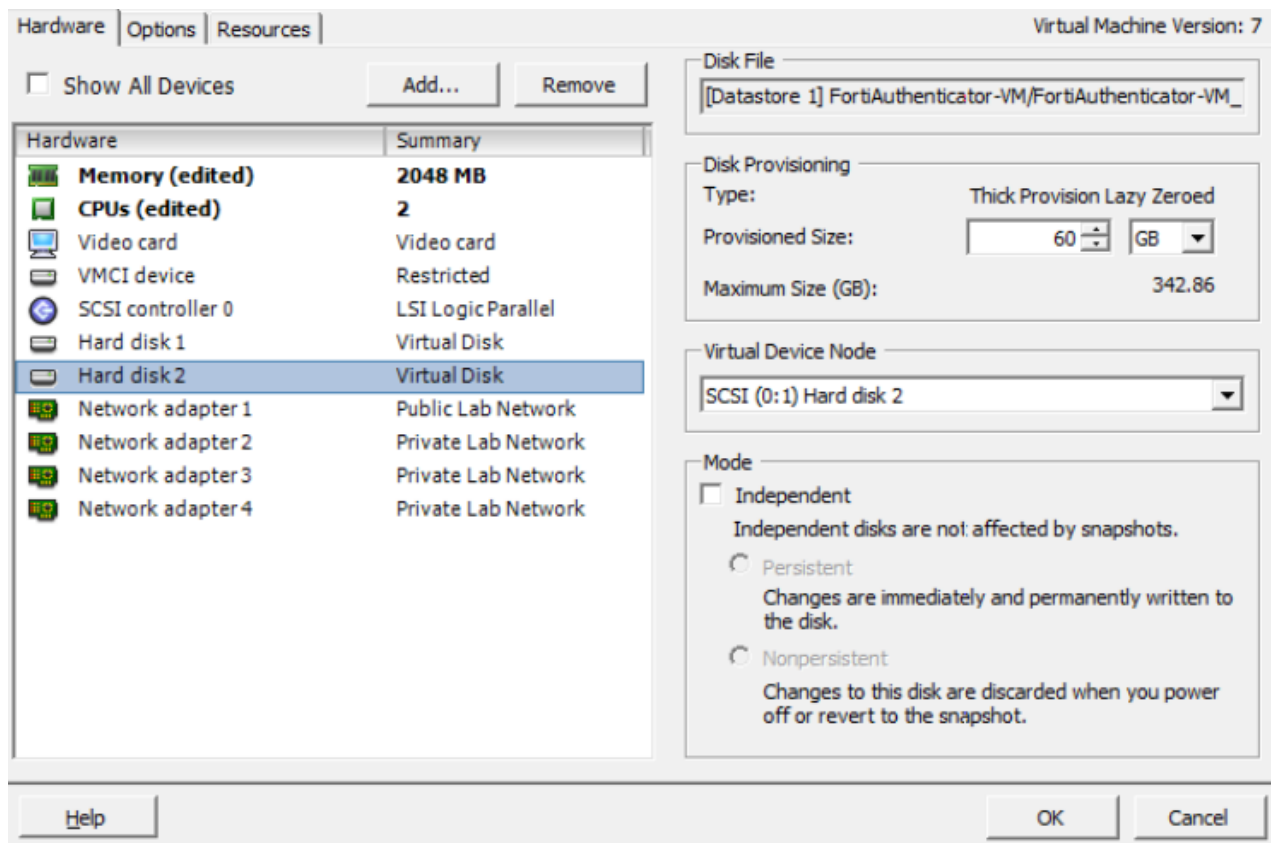 Hardware Options Resources Virtual Machine Version: 7
Show All Devices Add... Remove
Hardware Summary
Memory (edited) 2048 MB
CPUs (edited) 2
Video card Video card
VMCI device Restricted
SCSI controller 0 LSI Logic Parallel
Hard disk 1 Virtual Disk
Hard disk 2 Virtual Disk
Network adapter 1 Public Lab Network
Network adapter 2 Private Lab Network
Network adapter 3 Private Lab Network
Network adapter 4 Private Lab Network
Disk File
[Datastore 1] FortiAuthenticator-VM/FortiAuthenticator-VM_
Disk Provisioning
Type: Thick Provision Lazy Zeroed
Provisioned Size: 60 GB
Maximum Size (GB): 342.86
Virtual Device Node
SCSI (0:1) Hard disk 2
Mode
Independent
Independent disks are not affected by snapshots.
Persistent
Changes are immediately and permanently written to
the disk.
Nonpersistent
Changes to this disk are discarded when you power
off or revert to the snapshot.
Help OK Cancel